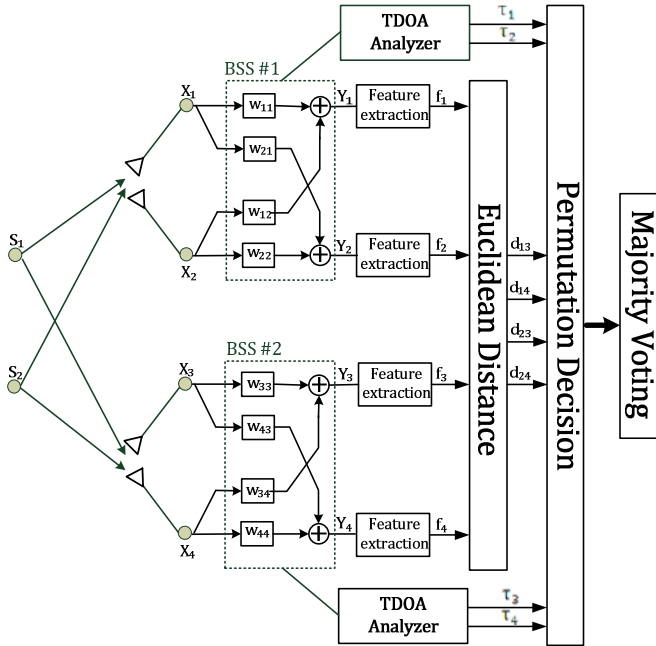 TDOA
Analyzer
τ1
τ2
BSS #1
X1
W11
Y1
Feature
extraction
f1
W21
W12
X2
W22
Y2
Feature
extraction
f2
S1
S2
Euclidean Distance
d13
d14
d23
d24
Permutation Decision
Majority
Voting
BSS #2
X3
W33
Y3
Feature
extraction
f3
W43
W34
X4
W44
Y4
Feature
extraction
f4
TDOA
Analyzer
τ3
τ4